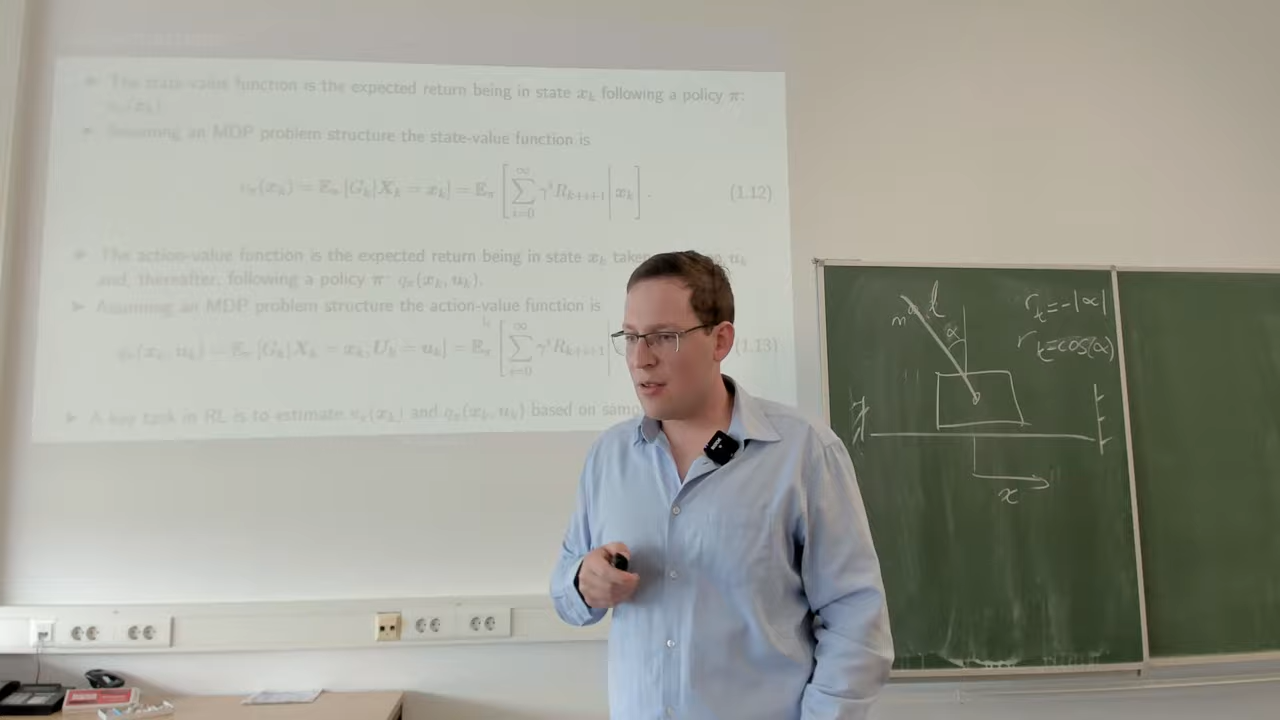 The state-value function is the expected return being in state x_k following a policy π:
v_π(x_k).
Assuming an MDP problem structure the state-value function is
v_π(x_k) = 𝔼_π [G_k|X_k = x_k] = 𝔼_π [∑_{i=0}^{∞} γ^i R_{k+i+1} | x_k] . (1.12)
The action-value function is the expected return being in state x_k taken u_k
and, thereafter, following a policy π: q_π(x_k, u_k).
Assuming an MDP problem structure the action-value function is
q_π(x_k, u_k) = 𝔼_π [G_k|X_k = x_k, U_k = u_k] = 𝔼_π [∑_{i=0}^{∞} γ^i R_{k+i+1} | (1.13)
A key task in RL is to estimate v_π(x_k) and q_π(x_k, u_k) based on
m l
α
r_t=-|α|
r_t=cos(α)
x